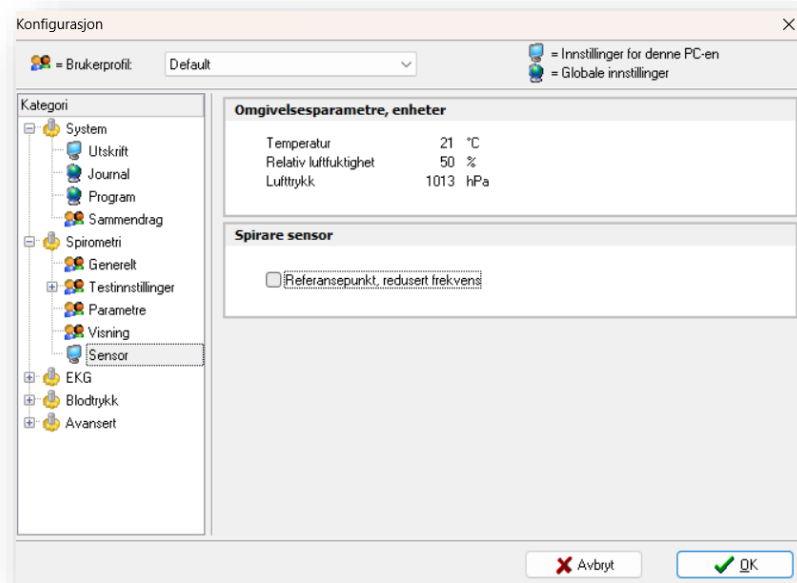 Konfigurasjon
= Brukerprofil: Default
= Innstillinger for denne PC-en
= Globale innstillinger
Kategori
System
Utskrift
Journal
Program
Sammendrag
Spirometri
Generelt
Testinnstillinger
Parametre
Visning
Sensor
EKG
Blodtrykk
Avansert
Omgivelsesparametre, enheter
Temperatur 21 °C
Relativ luftfuktighet 50 %
Lufttrykk 1013 hPa
Spirare sensor
Referansepunkt, redusert frekvens
Avbryt OK